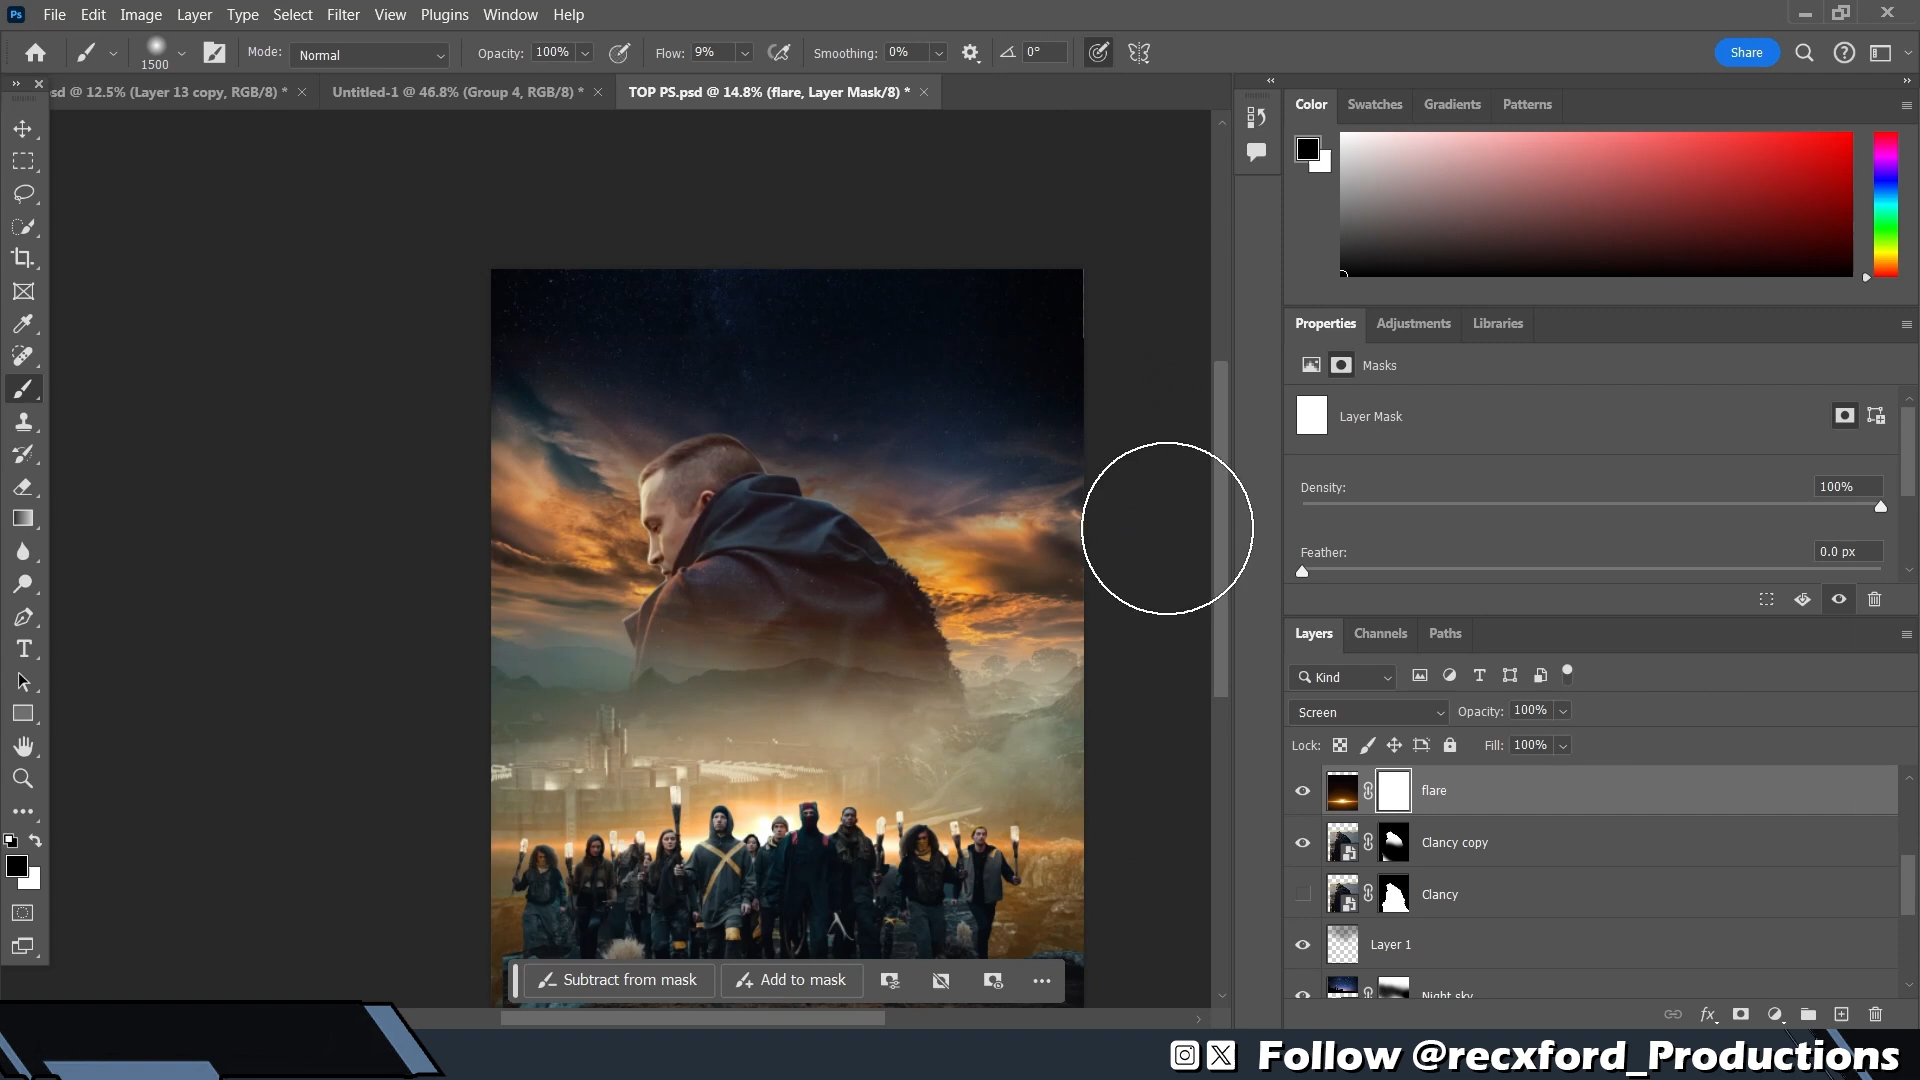 Ps File Edit Image Layer Type Select Filter View Plugins Window Help
1500 Mode: Normal Opacity: 100% Flow: 9% Smoothing: 0% 0° Share
sd @ 12.5% (Layer 13 copy, RGB/8) * Untitled-1 @ 46.8% (Group 4, RGB/8) * TOP PS.psd @ 14.8% (flare, Layer Mask/8) *
Color Swatches Gradients Patterns
Properties Adjustments Libraries
Masks
Layer Mask
Density: 100%
Feather: 0.0 px
Layers Channels Paths
Kind
Screen Opacity: 100%
Lock: Fill: 100%
flare
Clancy copy
Clancy
Layer 1
Night sky
Subtract from mask Add to mask
Follow @recxford_Productions